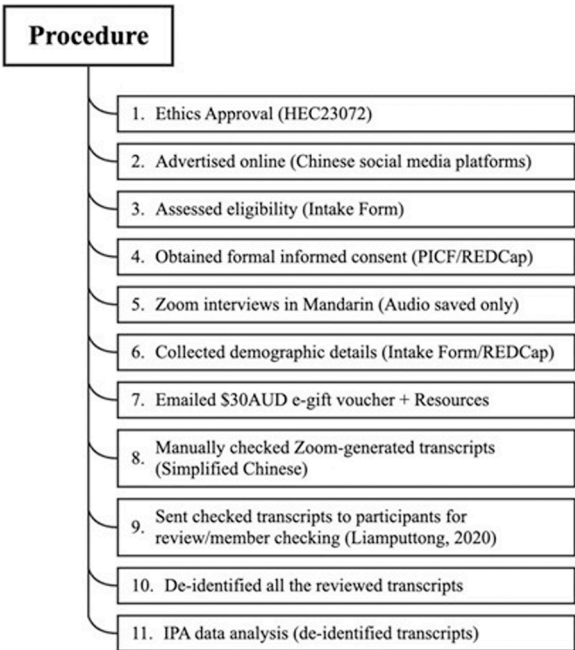 Procedure
1. Ethics Approval (HEC23072)
2. Advertised online (Chinese social media platforms)
3. Assessed eligibility (Intake Form)
4. Obtained formal informed consent (PICF/REDCap)
5. Zoom interviews in Mandarin (Audio saved only)
6. Collected demographic details (Intake Form/REDCap)
7. Emailed $30AUD e-gift voucher + Resources
8. Manually checked Zoom-generated transcripts
(Simplified Chinese)
9. Sent checked transcripts to participants for
review/member checking (Liamputtong, 2020)
10. De-identified all the reviewed transcripts
11. IPA data analysis (de-identified transcripts)